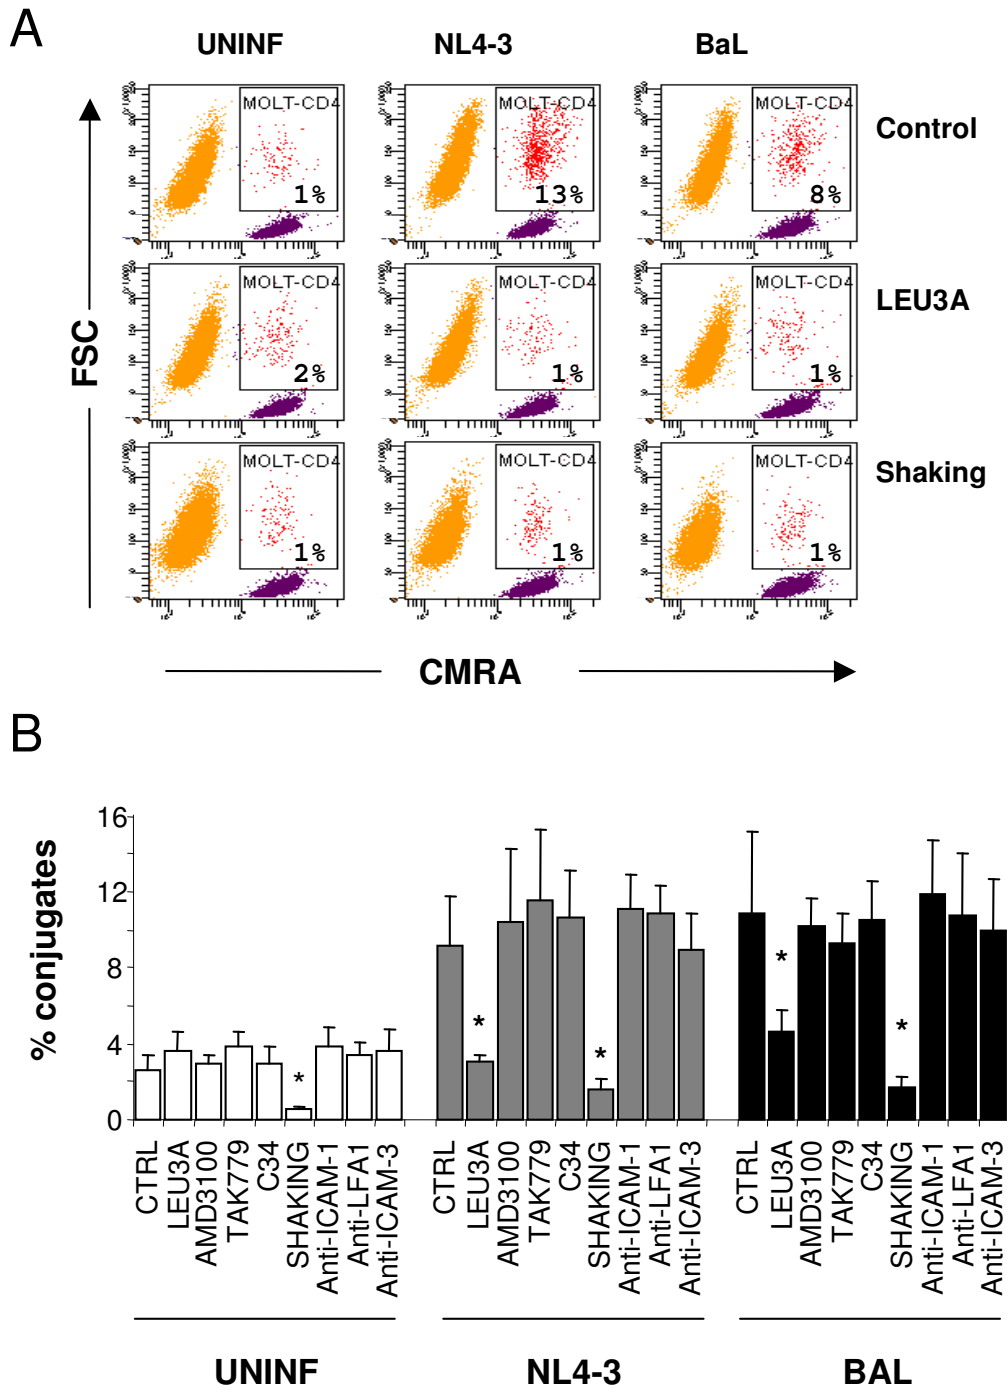 A
UNINF NL4-3 BaL
MOLT-CD4 MOLT-CD4 MOLT-CD4
1% 13% 8%
Control
MOLT-CD4 MOLT-CD4 MOLT-CD4
2% 1% 1%
LEU3A
MOLT-CD4 MOLT-CD4 MOLT-CD4
1% 1% 1%
Shaking
FSC
CMRA
B
% conjugates
16
12
8
4
0
CTRL
LEU3A
AMD3100
TAK779
C34
SHAKING
Anti-ICAM-1
Anti-LFA1
Anti-ICAM-3
CTRL
LEU3A
AMD3100
TAK779
C34
SHAKING
Anti-ICAM-1
Anti-LFA1
Anti-ICAM-3
CTRL
LEU3A
AMD3100
TAK779
C34
SHAKING
Anti-ICAM-1
Anti-LFA1
Anti-ICAM-3
* * * * *
UNINF NL4-3 BAL